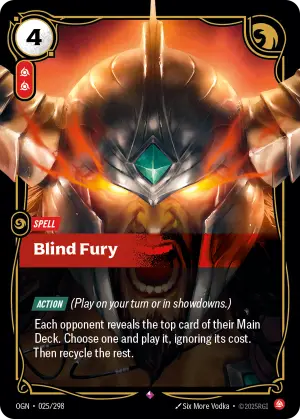 4
SPELL
Blind Fury
ACTION (Play on your turn or in showdowns.)
Each opponent reveals the top card of their Main
Deck. Choose one and play it, ignoring its cost.
Then recycle the rest.
OGN • 025/298 Six More Vodka • ©2025RGI